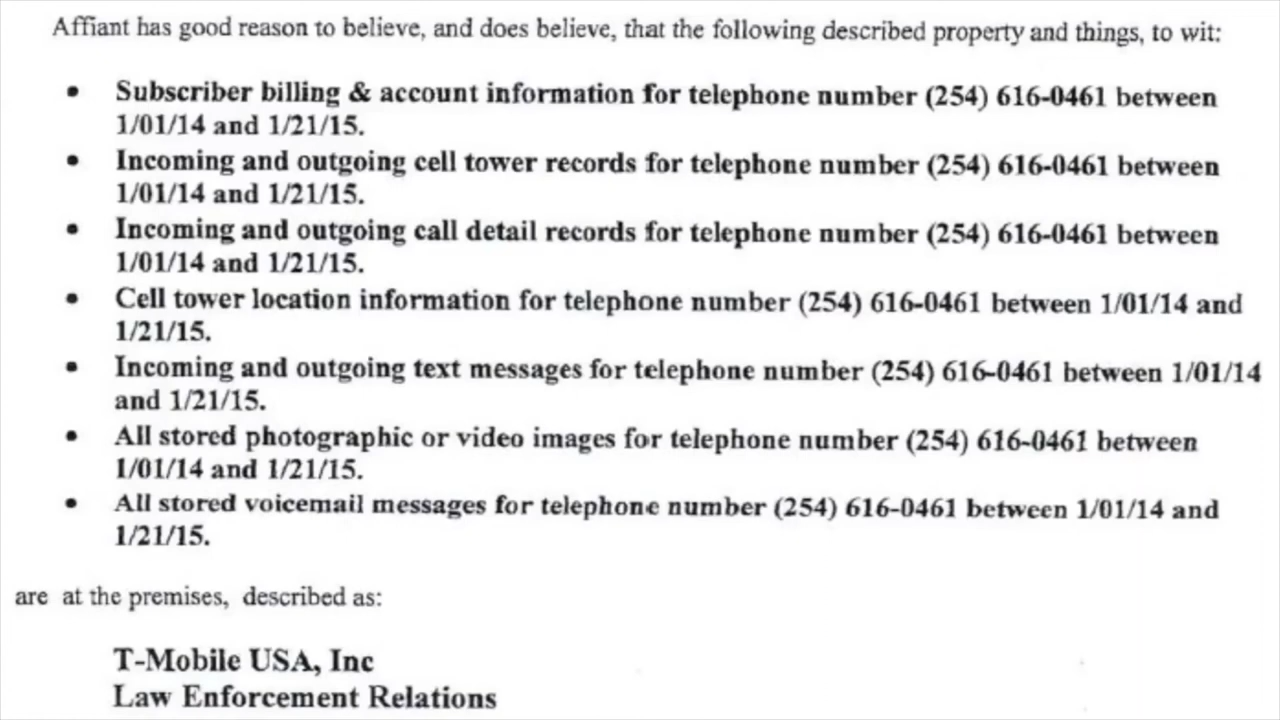 Affiant has good reason to believe, and does believe, that the following described property and things, to wit:
• Subscriber billing & account information for telephone number (254) 616-0461 between
1/01/14 and 1/21/15.
• Incoming and outgoing cell tower records for telephone number (254) 616-0461 between
1/01/14 and 1/21/15.
• Incoming and outgoing call detail records for telephone number (254) 616-0461 between
1/01/14 and 1/21/15.
• Cell tower location information for telephone number (254) 616-0461 between 1/01/14 and
1/21/15.
• Incoming and outgoing text messages for telephone number (254) 616-0461 between 1/01/14
and 1/21/15.
• All stored photographic or video images for telephone number (254) 616-0461 between
1/01/14 and 1/21/15.
• All stored voicemail messages for telephone number (254) 616-0461 between 1/01/14 and
1/21/15.
are at the premises, described as:
T-Mobile USA, Inc
Law Enforcement Relations